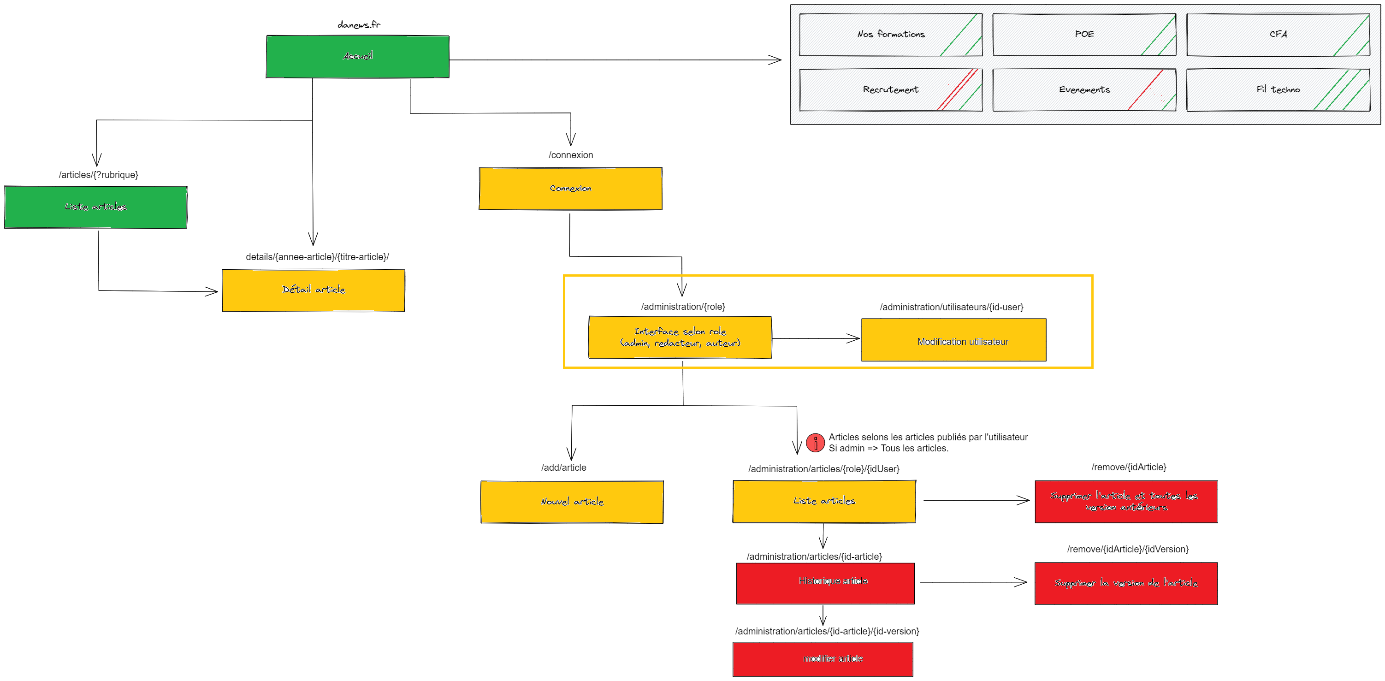 danews.fr
Accueil
Nos formations
POE
CFA
Recrutement
Evenements
Fil techno
/connexion
Connexion
/articles/{?rubrique}
Liste articles
details/{annee-article}/{titre-article}/
Détail article
/administration/{role}
Interface selon role
(admin, redacteur, auteur)
/administration/utilisateurs/{id-user}
Modification utilisateur
i
Articles selons les articles publiés par l'utilisateur
Si admin => Tous les articles.
/add/article
Nouvel article
/administration/articles/{role}/{idUser}
Liste articles
/remove/{idArticle}
Supprimer l'article et toutes les
version antérieurs
/administration/articles/{id-article}
Historique article
/remove/{idArticle}/{idVersion}
Supprimer la version de l'article
/administration/articles/{id-article}/{id-version}
modifier article